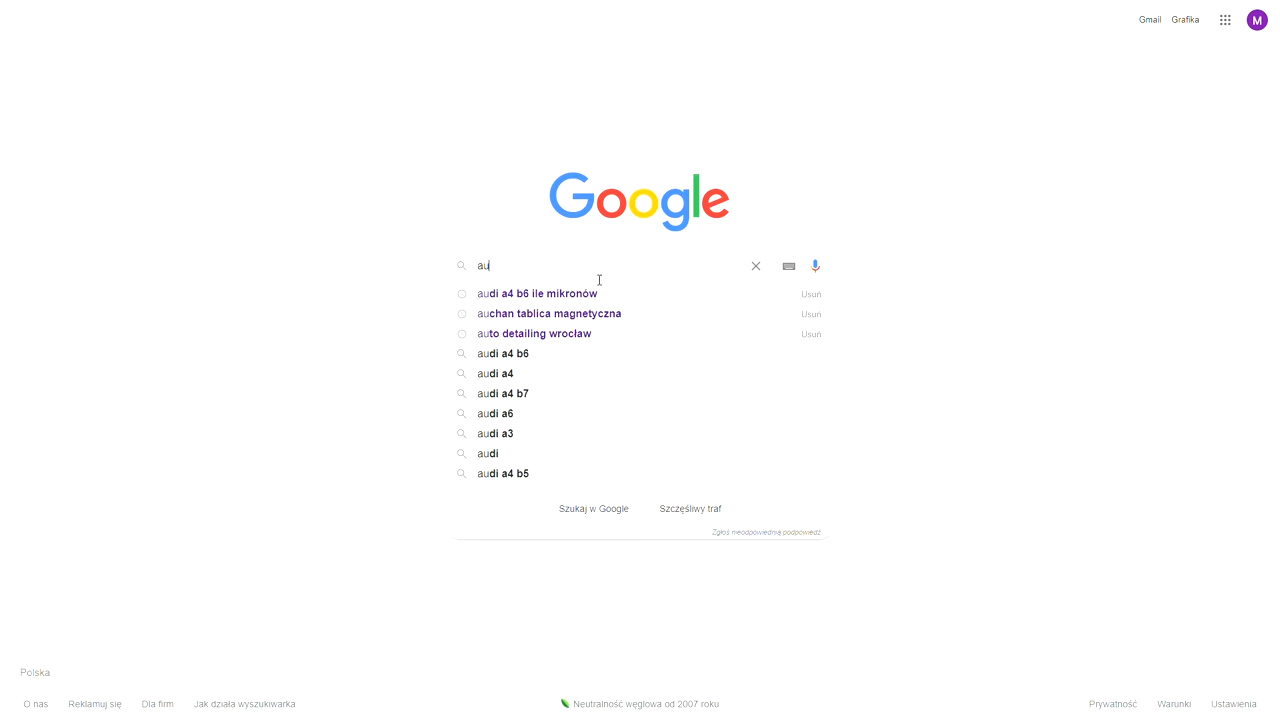 Gmail Grafika M
Google
au
audi a4 b6 ile mikronów Usuń
auchan tablica magnetyczna Usuń
auto detailing wrocław Usuń
audi a4 b6
audi a4
audi a4 b7
audi a6
audi a3
audi
audi a4 b5
Szukaj w Google Szczęśliwy traf
Zgłoś nieodpowiednią podpowiedź
Polska
O nas Reklamuj się Dla firm Jak działa wyszukiwarka Neutralność węglowa od 2007 roku Prywatność Warunki Ustawienia